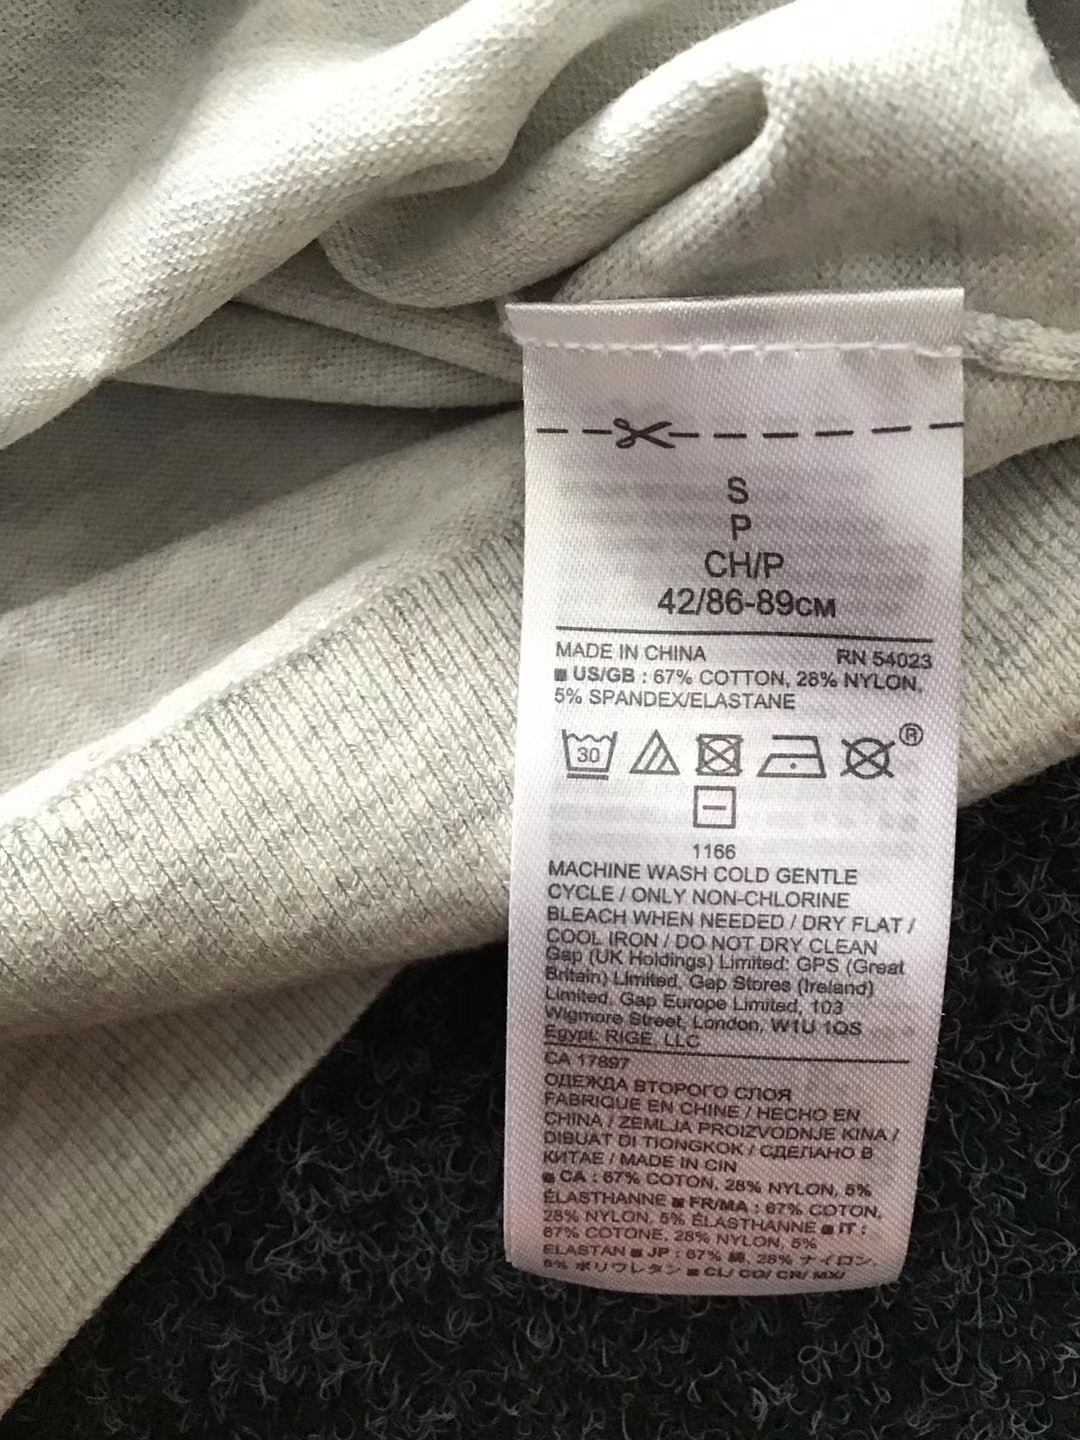 S
P
CH/P
42/86-89CM
MADE IN CHINA RN 54023
■ US/GB : 67% COTTON, 28% NYLON,
5% SPANDEX/ELASTANE
30 ®
1166
MACHINE WASH COLD GENTLE
CYCLE / ONLY NON-CHLORINE
BLEACH WHEN NEEDED / DRY FLAT /
COOL IRON / DO NOT DRY CLEAN
Gap (UK Holdings) Limited: GPS (Great
Britain) Limited, Gap Stores (Ireland)
Limited, Gap Europe Limited, 103
Wigmore Street, London, W1U 1QS
Egypt: RIGE, LLC
CA 17897
ОДЕЖДА ВТОРОГО СЛОЯ
FABRIQUE EN CHINE / HECHO EN
CHINA / ZEMLJA PROIZVODNJE KINA /
DIBUAT DI TIONGKOK / СДЕЛАНО В
КИТАЕ / MADE IN CIN
■ CA : 67% COTON, 28% NYLON, 5%
ÉLASTHANNE ■ FR/MA : 67% COTON,
28% NYLON, 5% ÉLASTHANNE ■ IT :
67% COTONE, 28% NYLON, 5%
ELASTAN ■ JP : 67% 綿, 28% ナイロン,
5% ポリウレタン ■ CL/ CO/ CR/ MX/